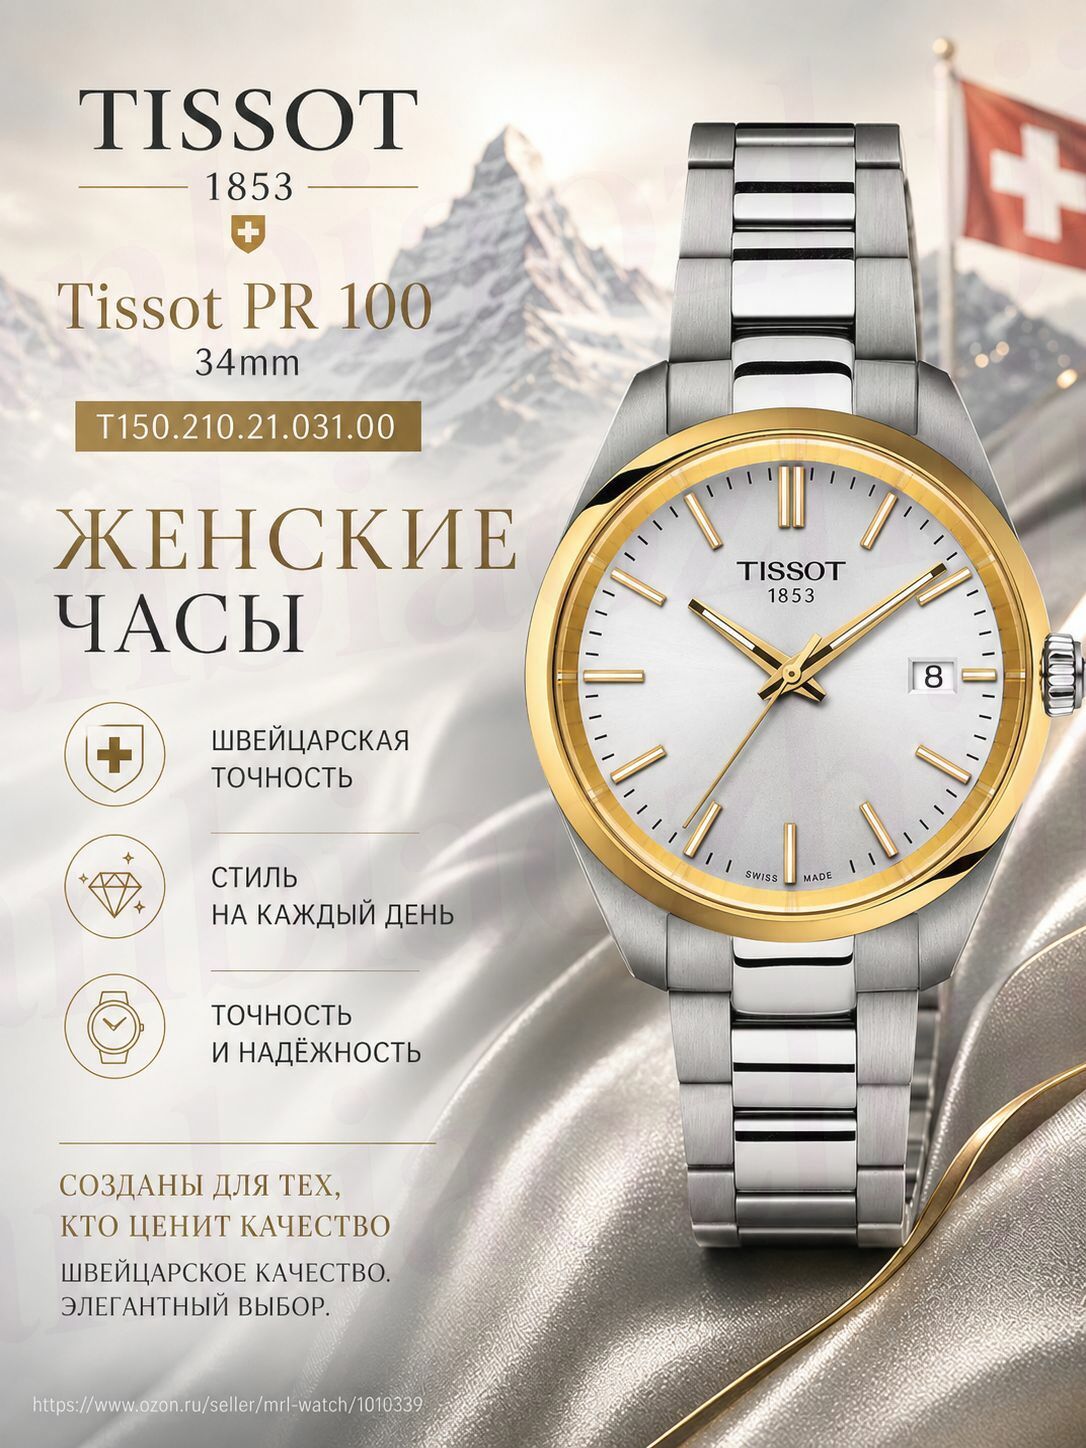 TISSOT
1853
Tissot PR 100
34mm
T150.210.21.031.00
ЖЕНСКИЕ
ЧАСЫ
ШВЕЙЦАРСКАЯ
ТОЧНОСТЬ
СТИЛЬ
НА КАЖДЫЙ ДЕНЬ
ТОЧНОСТЬ
И НАДЁЖНОСТЬ
СОЗДАНЫ ДЛЯ ТЕХ,
КТО ЦЕНИТ КАЧЕСТВО
ШВЕЙЦАРСКОЕ КАЧЕСТВО.
ЭЛЕГАНТНЫЙ ВЫБОР.
https://www.ozon.ru/seller/mrl-watch/1010339
TISSOT
1853
8
SWISS MADE